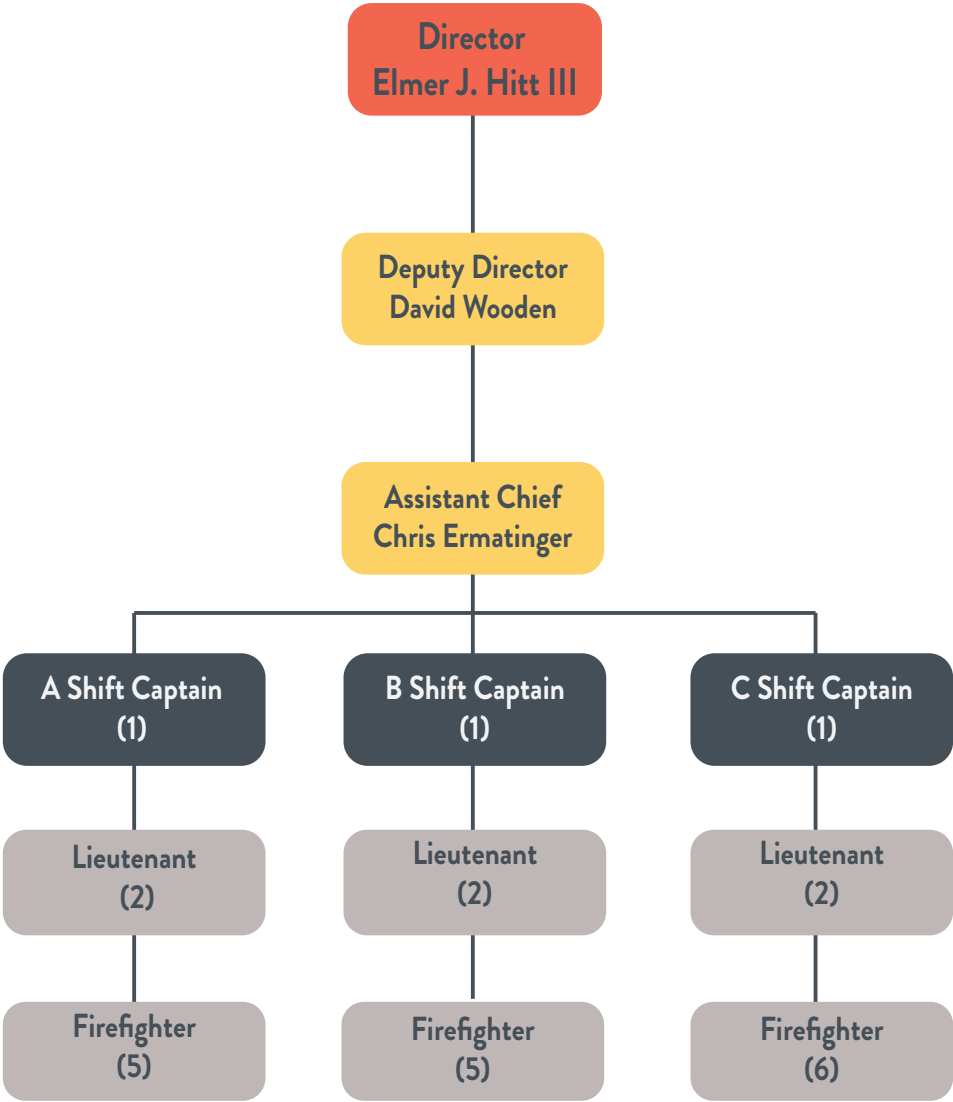 Director
Elmer J. Hitt III
Deputy Director
David Wooden
Assistant Chief
Chris Ermatinger
A Shift Captain
(1)
B Shift Captain
(1)
C Shift Captain
(1)
Lieutenant
(2)
Lieutenant
(2)
Lieutenant
(2)
Firefighter
(5)
Firefighter
(5)
Firefighter
(6)